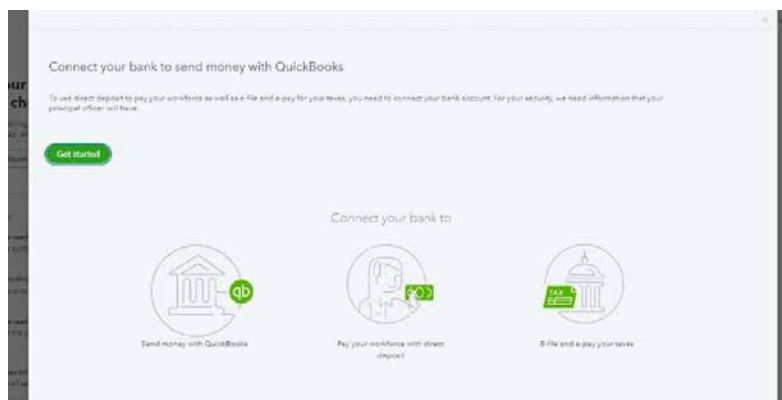 Connect your bank to send money with QuickBooks
To use direct deposit to pay your workforce as well as e-file and e-pay for your taxes, you need to connect your bank account. For your security, we need information that your
principal officer will have.
Get started
Connect your bank to
qb
TAX
Send money with QuickBooks
Pay your workforce with direct
deposit
E-file and e-pay your taxes